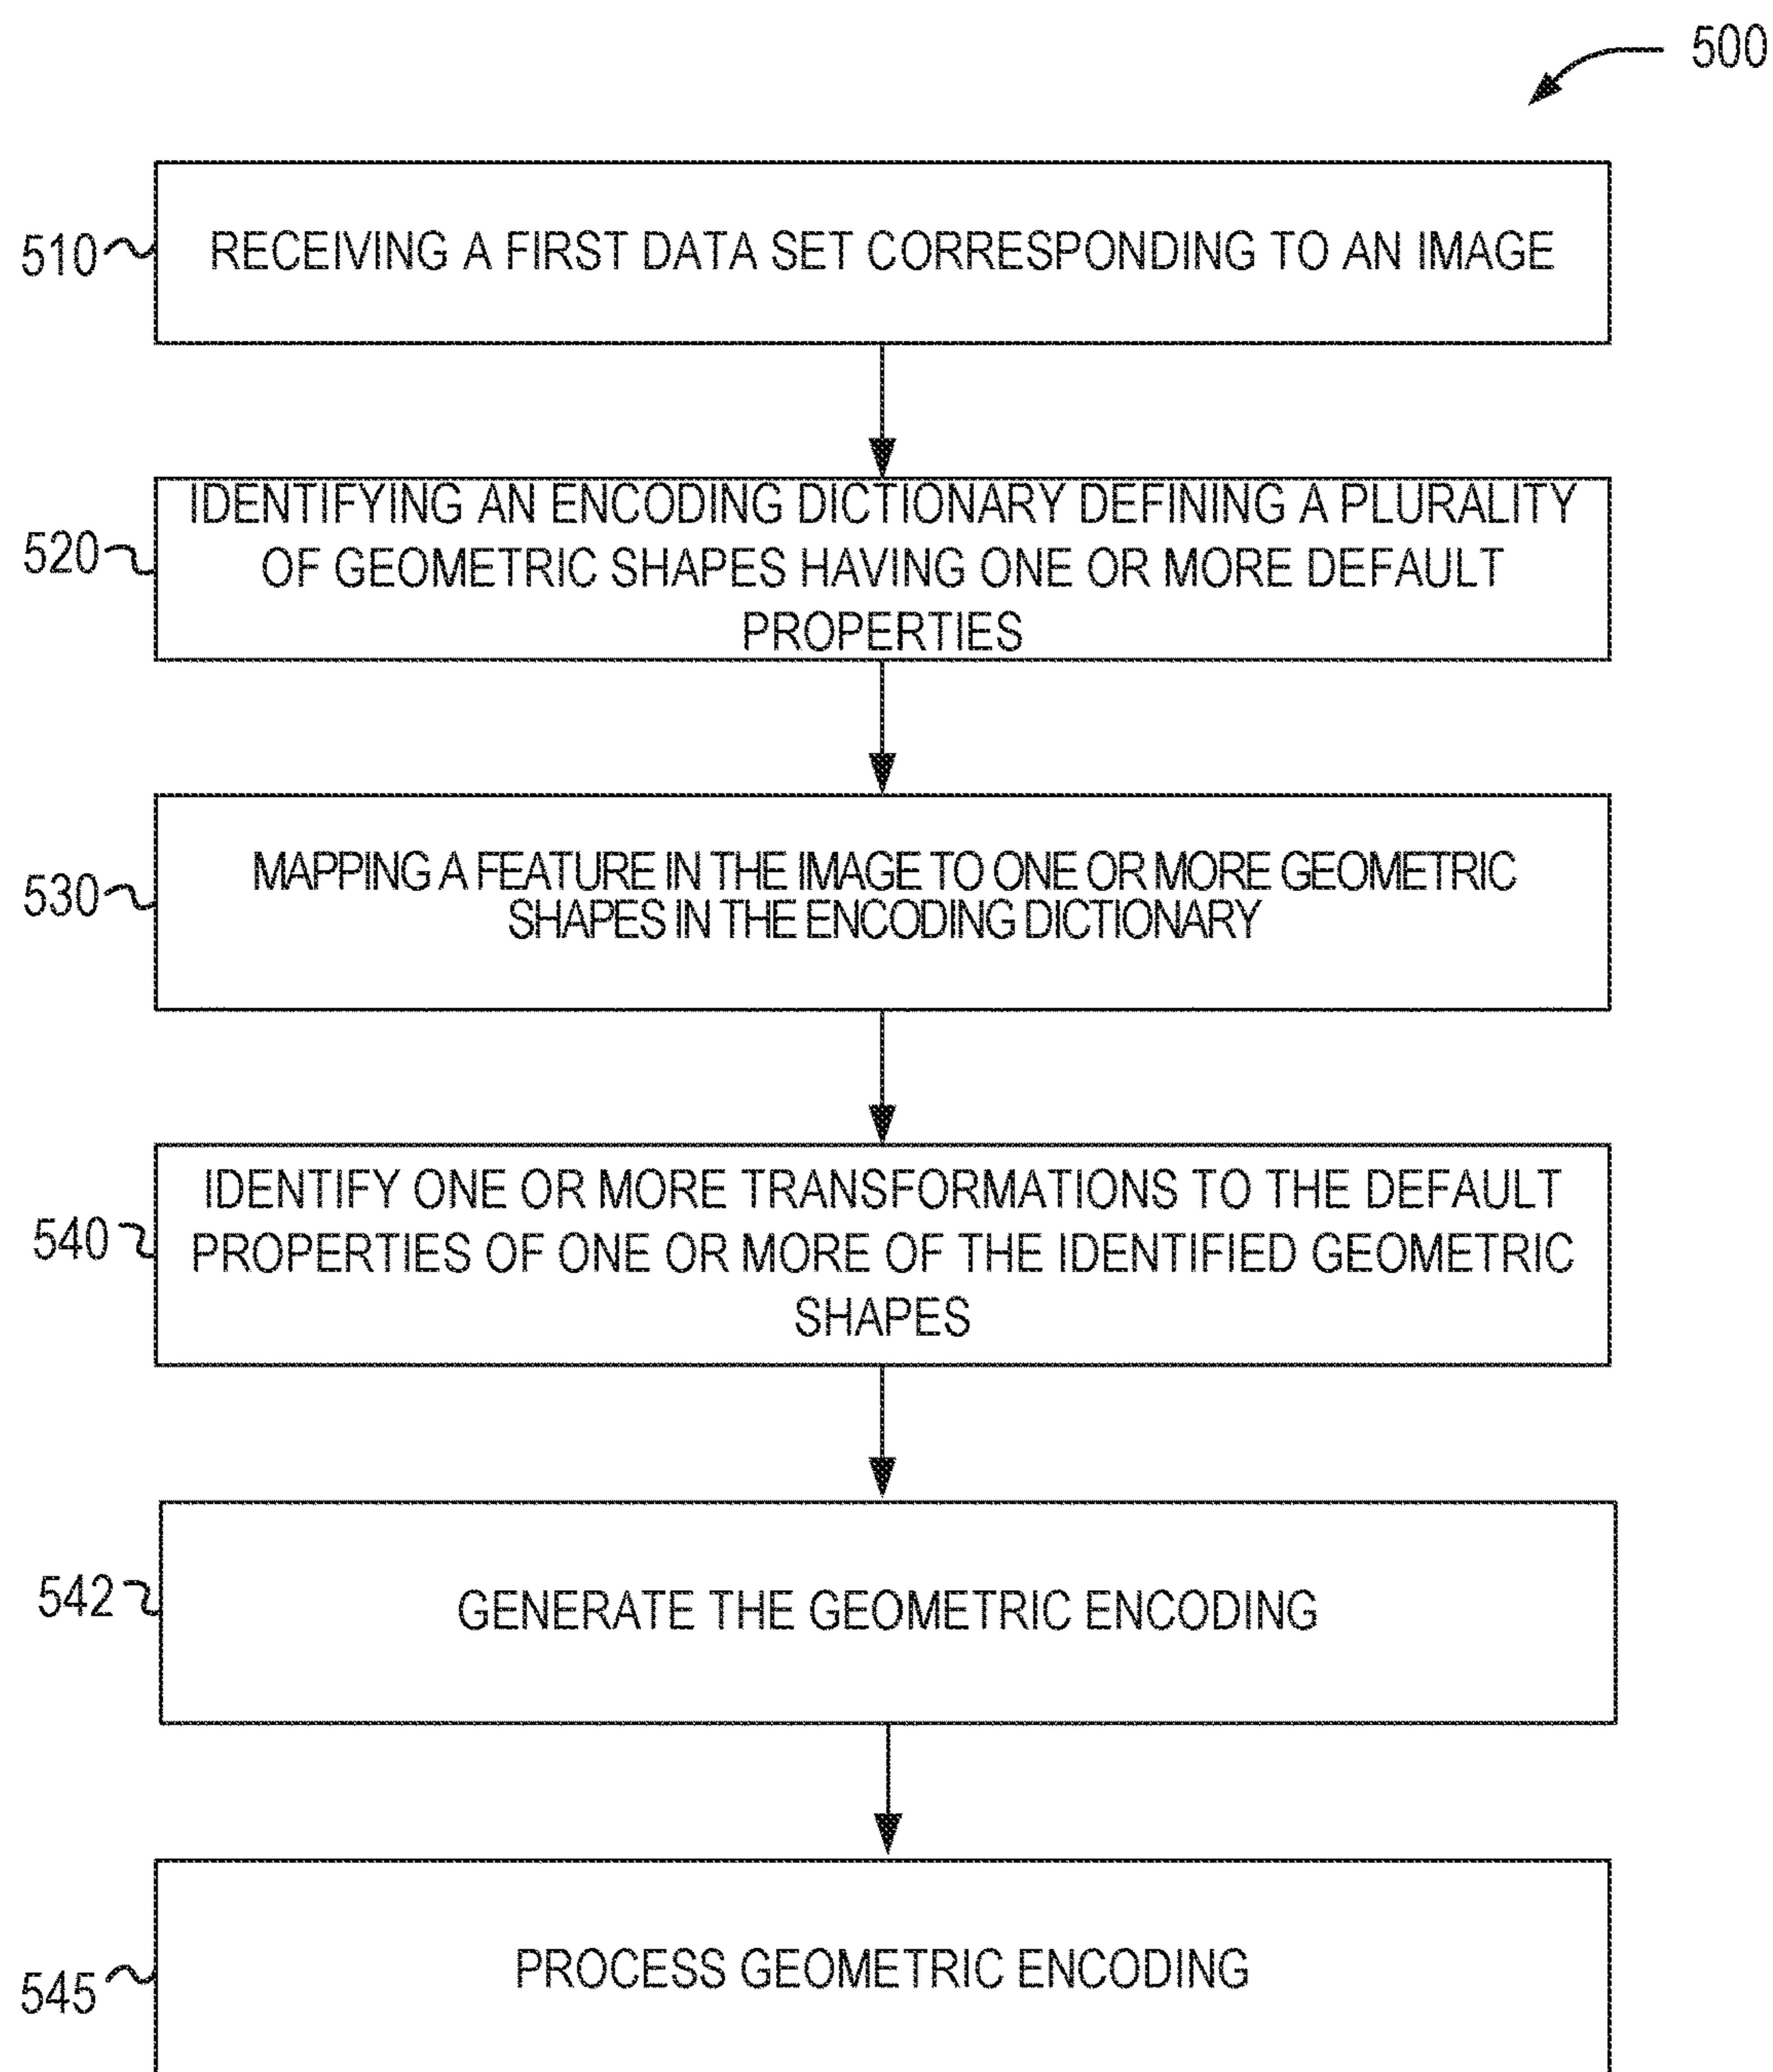 500
510
RECEIVING A FIRST DATA SET CORRESPONDING TO AN IMAGE
520
IDENTIFYING AN ENCODING DICTIONARY DEFINING A PLURALITY
OF GEOMETRIC SHAPES HAVING ONE OR MORE DEFAULT
PROPERTIES
530
MAPPING A FEATURE IN THE IMAGE TO ONE OR MORE GEOMETRIC
SHAPES IN THE ENCODING DICTIONARY
540
IDENTIFY ONE OR MORE TRANSFORMATIONS TO THE DEFAULT
PROPERTIES OF ONE OR MORE OF THE IDENTIFIED GEOMETRIC
SHAPES
542
GENERATE THE GEOMETRIC ENCODING
545
PROCESS GEOMETRIC ENCODING